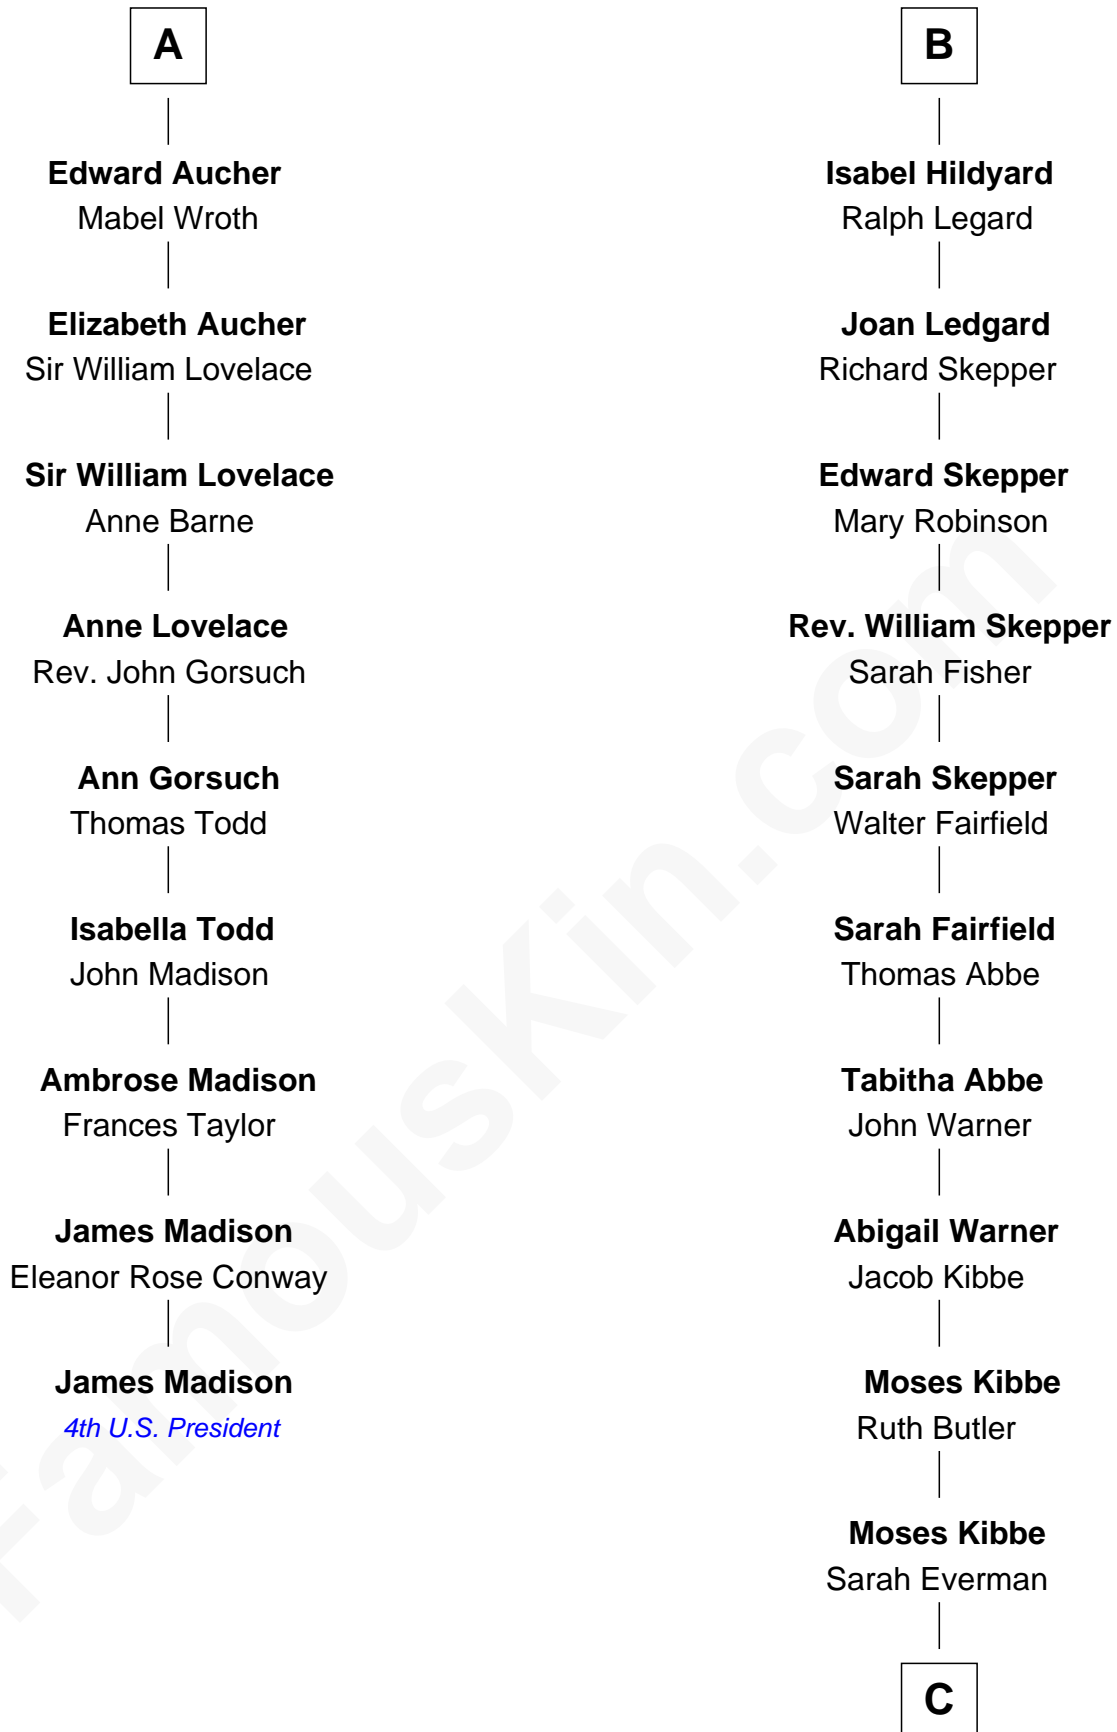 A
Edward Aucher
Mabel Wroth
Elizabeth Aucher
Sir William Lovelace
Sir William Lovelace
Anne Barne
Anne Lovelace
Rev. John Gorsuch
Ann Gorsuch
Thomas Todd
Isabella Todd
John Madison
Ambrose Madison
Frances Taylor
James Madison
Eleanor Rose Conway
James Madison
4th U.S. President
B
Isabel Hildyard
Ralph Legard
Joan Ledgard
Richard Skepper
Edward Skepper
Mary Robinson
Rev. William Skepper
Sarah Fisher
Sarah Skepper
Walter Fairfield
Sarah Fairfield
Thomas Abbe
Tabitha Abbe
John Warner
Abigail Warner
Jacob Kibbe
Moses Kibbe
Ruth Butler
Moses Kibbe
Sarah Everman
C
FamousKin.com